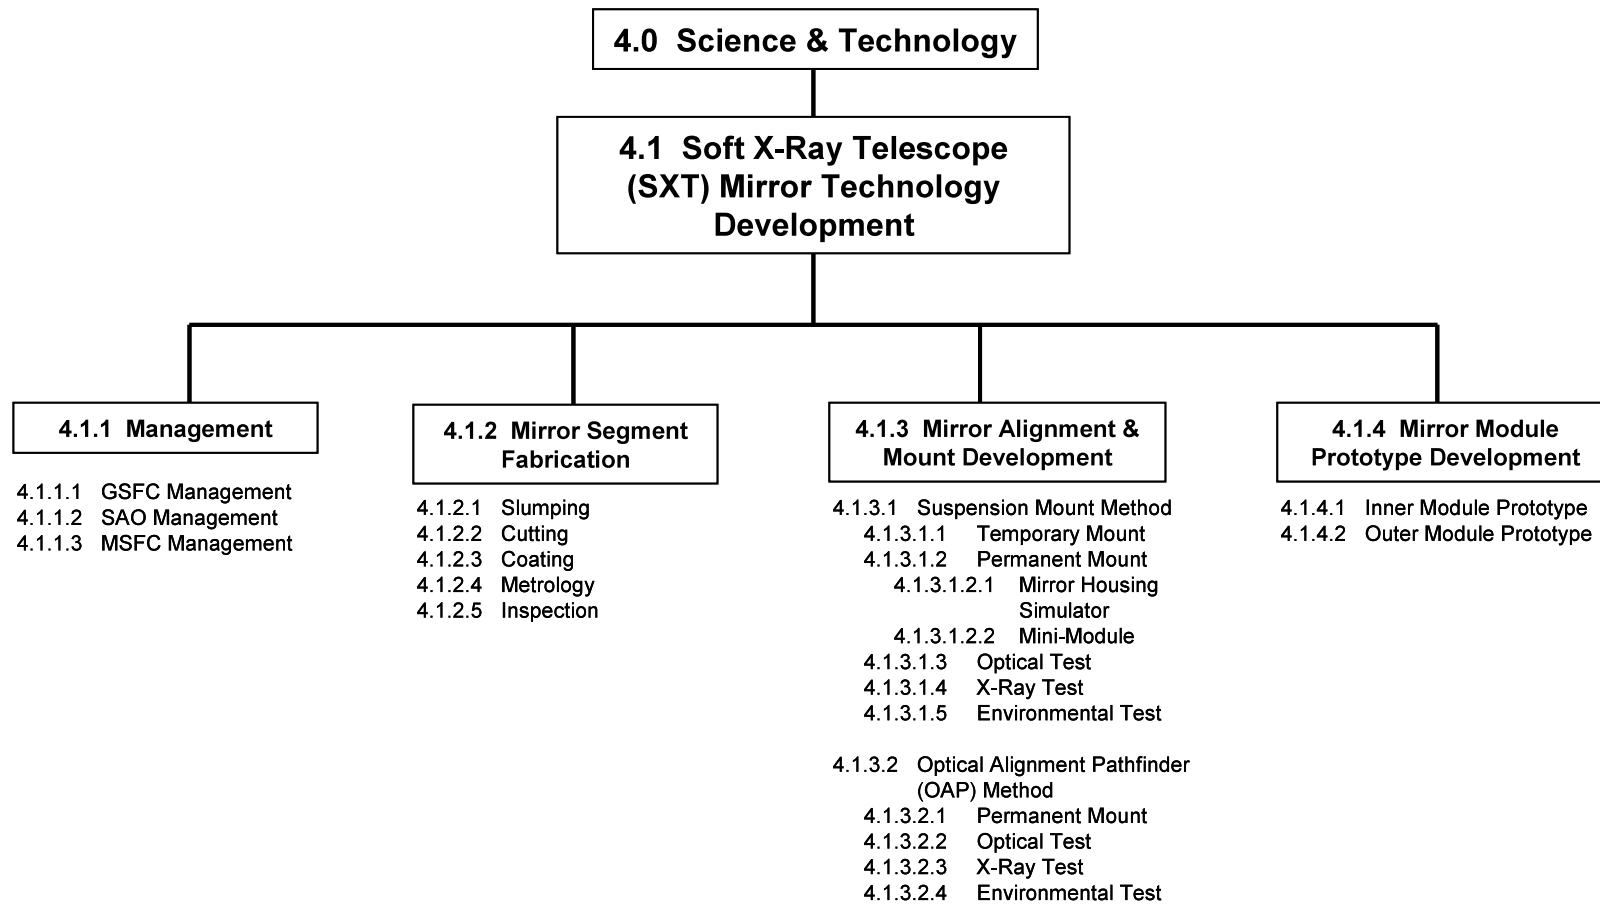 4.0 Science & Technology
4.1 Soft X-Ray Telescope
(SXT) Mirror Technology
Development
4.1.1 Management
4.1.1.1 GSFC Management
4.1.1.2 SAO Management
4.1.1.3 MSFC Management
4.1.2 Mirror Segment
Fabrication
4.1.2.1 Slumping
4.1.2.2 Cutting
4.1.2.3 Coating
4.1.2.4 Metrology
4.1.2.5 Inspection
4.1.3 Mirror Alignment &
Mount Development
4.1.3.1 Suspension Mount Method
4.1.3.1.1 Temporary Mount
4.1.3.1.2 Permanent Mount
4.1.3.1.2.1 Mirror Housing
Simulator
4.1.3.1.2.2 Mini-Module
4.1.3.1.3 Optical Test
4.1.3.1.4 X-Ray Test
4.1.3.1.5 Environmental Test
4.1.3.2 Optical Alignment Pathfinder
(OAP) Method
4.1.3.2.1 Permanent Mount
4.1.3.2.2 Optical Test
4.1.3.2.3 X-Ray Test
4.1.3.2.4 Environmental Test
4.1.4 Mirror Module
Prototype Development
4.1.4.1 Inner Module Prototype
4.1.4.2 Outer Module Prototype